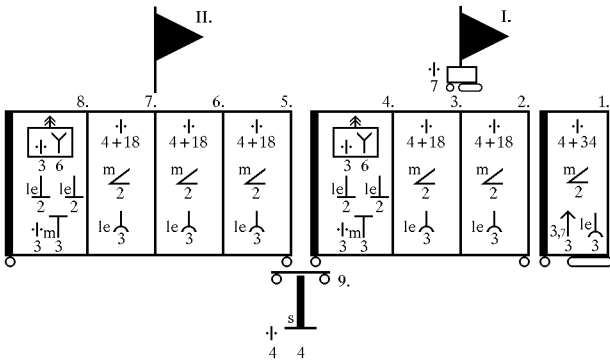 II. I.
7
8. 7. 6. 5. 4. 3. 2. 1.
4+18 4+18 4+18 4+18 4+18 4+34
3 6 3 6
m m m m m
2 2 2 2 2
le le le le
2 2 2 2
m le le le m le le 3,7 le
3 3 3 3 3 3 3 3 3 3 3
9.
s
4 4